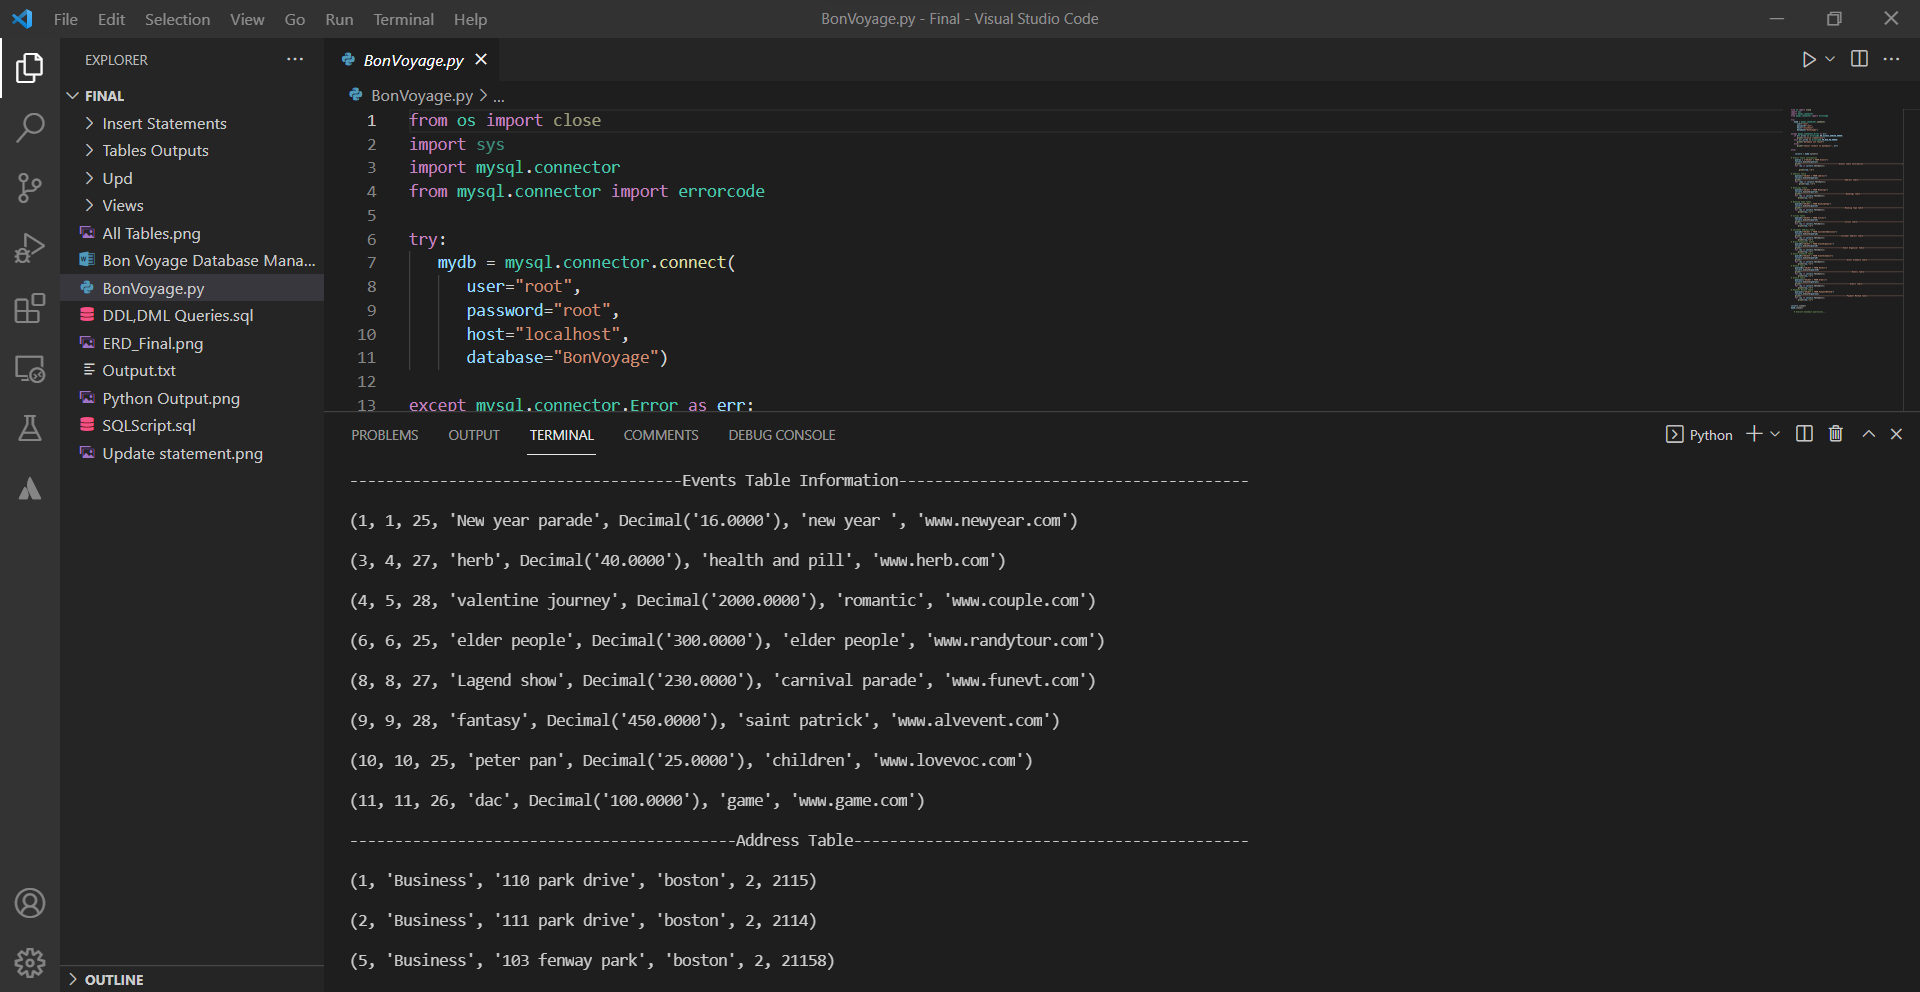 File Edit Selection View Go Run Terminal Help
BonVoyage.py - Final - Visual Studio Code
EXPLORER
FINAL
Insert Statements
Tables Outputs
Upd
Views
All Tables.png
Bon Voyage Database Mana...
BonVoyage.py
DDL,DML Queries.sql
ERD_Final.png
Output.txt
Python Output.png
SQLScript.sql
Update statement.png
OUTLINE
BonVoyage.py
BonVoyage.py > ...
1 from os import close
2 import sys
3 import mysql.connector
4 from mysql.connector import errorcode
5
6 try:
7 mydb = mysql.connector.connect(
8 user="root",
9 password="root",
10 host="localhost",
11 database="BonVoyage")
12
13 except mysql.connector.Error as err:
PROBLEMS OUTPUT TERMINAL COMMENTS DEBUG CONSOLE
Python
-------------------------------------Events Table Information---------------------------------------
(1, 1, 25, 'New year parade', Decimal('16.0000'), 'new year ', 'www.newyear.com')
(3, 4, 27, 'herb', Decimal('40.0000'), 'health and pill', 'www.herb.com')
(4, 5, 28, 'valentine journey', Decimal('2000.0000'), 'romantic', 'www.couple.com')
(6, 6, 25, 'elder people', Decimal('300.0000'), 'elder people', 'www.randytour.com')
(8, 8, 27, 'Lagend show', Decimal('230.0000'), 'carnival parade', 'www.funevt.com')
(9, 9, 28, 'fantasy', Decimal('450.0000'), 'saint patrick', 'www.alvevent.com')
(10, 10, 25, 'peter pan', Decimal('25.0000'), 'children', 'www.lovevoc.com')
(11, 11, 26, 'dac', Decimal('100.0000'), 'game', 'www.game.com')
-------------------------------------------Address Table--------------------------------------------
(1, 'Business', '110 park drive', 'boston', 2, 2115)
(2, 'Business', '111 park drive', 'boston', 2, 2114)
(5, 'Business', '103 fenway park', 'boston', 2, 21158)